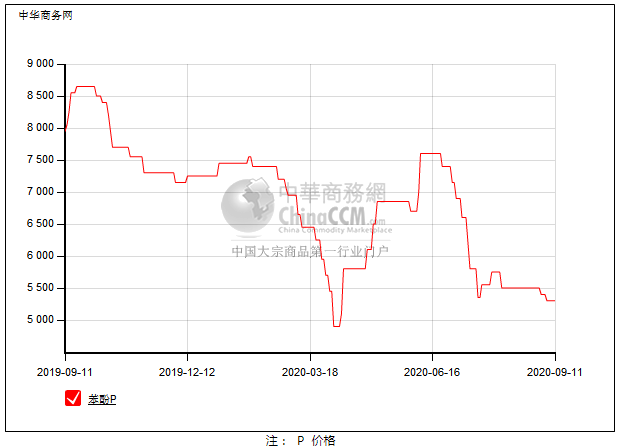 中华商务网
9 000
8 500
8 000
7 500
7 000
6 500
6 000
5 500
5 000
中華商務網
ChinaCCM.com
China Commodity Marketplace
中国大宗商品第一行业门户
2019-09-11 2019-12-12 2020-03-18 2020-06-16 2020-09-11
苯酚P
注： P 价格